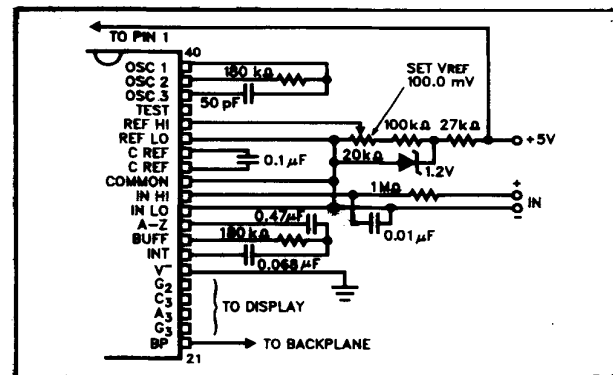 TO PIN 1
40
OSC 1
180 kΩ
OSC 2
OSC 3
50 pF
TEST
SET VREF
100.0 mV
REF HI
100kΩ 27kΩ
REF LO
+5V
20kΩ
1.2V
C REF
0.1μF
C REF
COMMON
1MΩ
+
IN HI
IN
IN LO
−
0.47μF
0.01μF
A-Z
180kΩ
BUFF
INT
0.068μF
V−
G2
C3
TO DISPLAY
A3
G3
BP
TO BACKPLANE
21